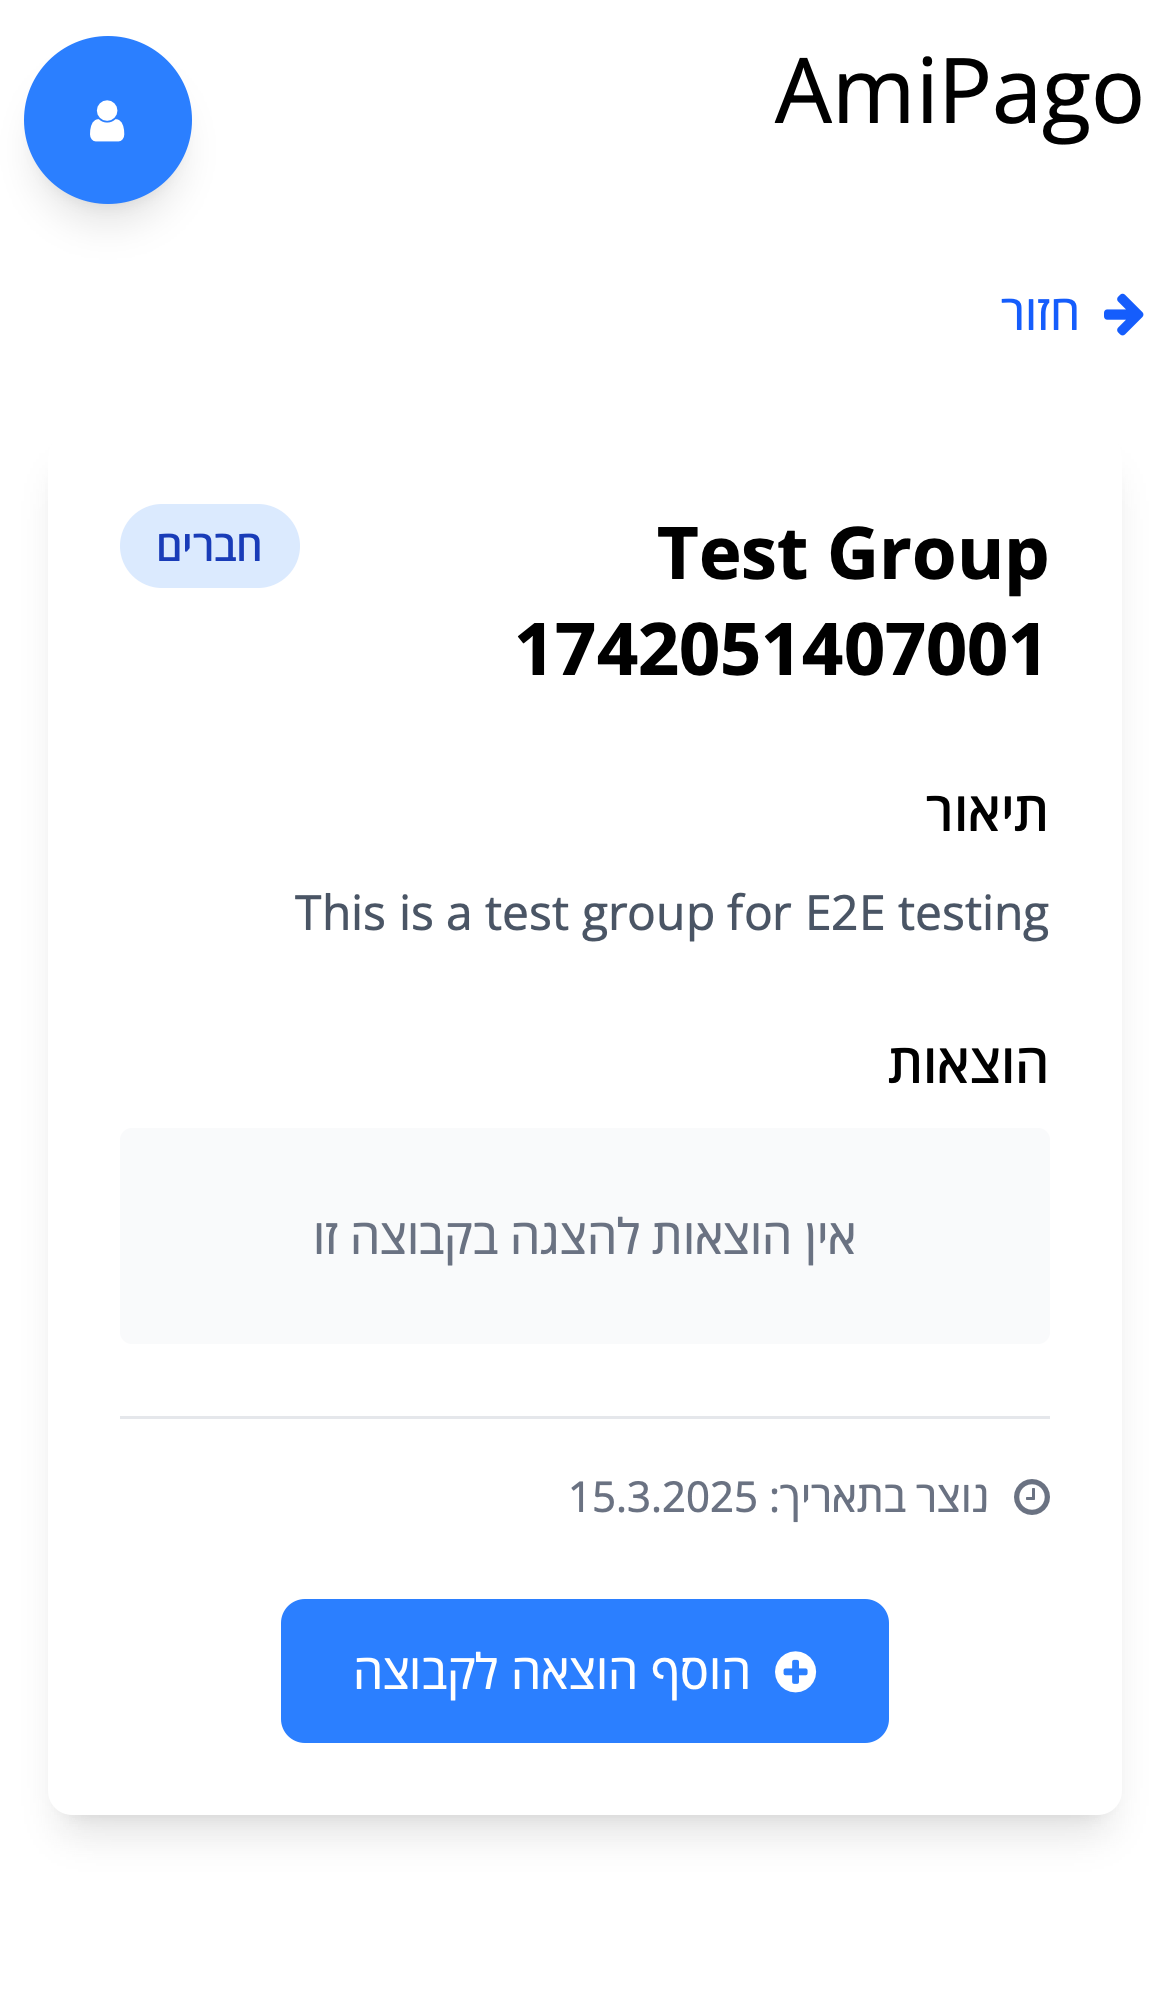 AmiPago
חזור
Test Group
1742051407001
חברים
תיאור
This is a test group for E2E testing
הוצאות
אין הוצאות להצגה בקבוצה זו
נוצר בתאריך: 15.3.2025
הוסף הוצאה לקבוצה